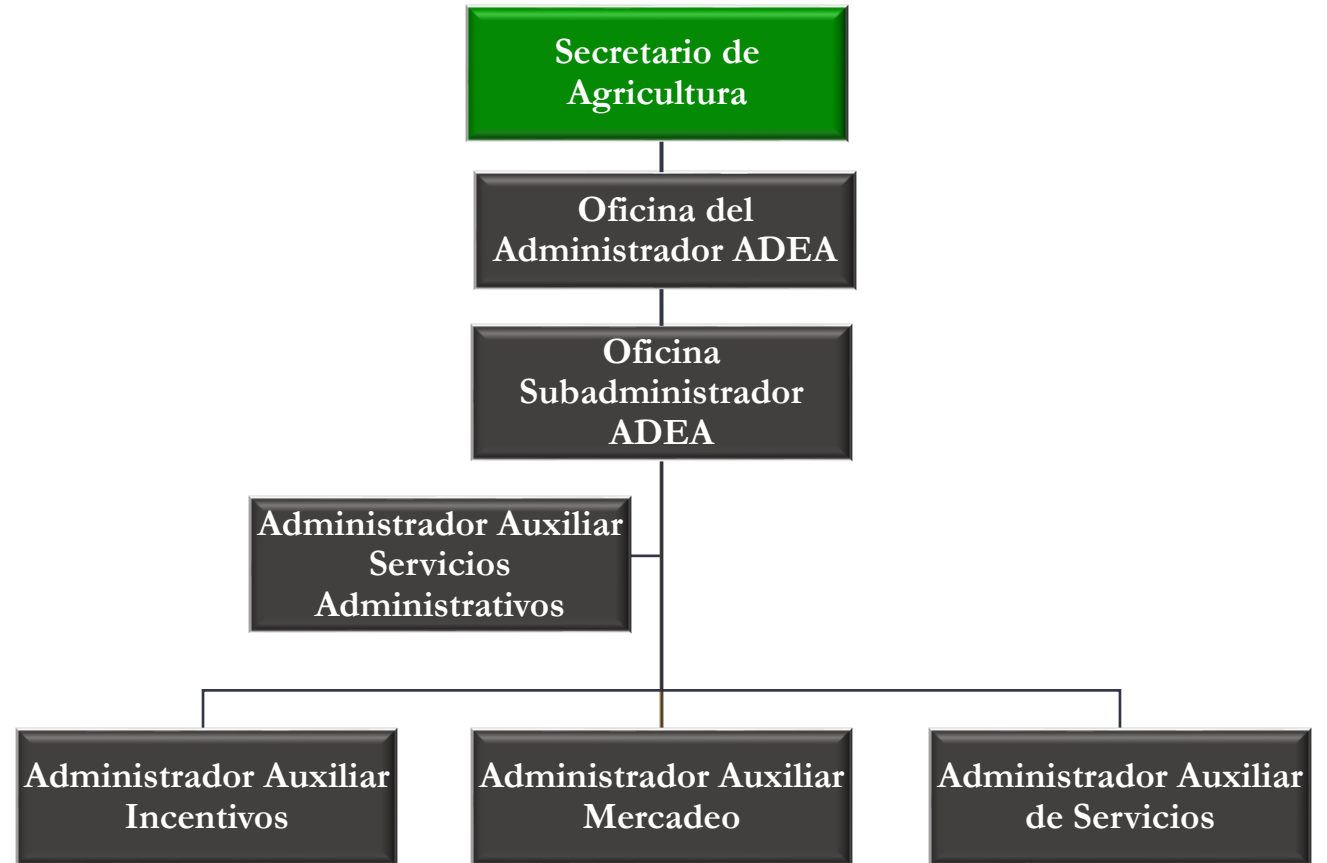 Secretario de
Agricultura
Oficina del
Administrador ADEA
Oficina
Subadministrador
ADEA
Administrador Auxiliar
Servicios
Administrativos
Administrador Auxiliar
Incentivos
Administrador Auxiliar
Mercadeo
Administrador Auxiliar
de Servicios